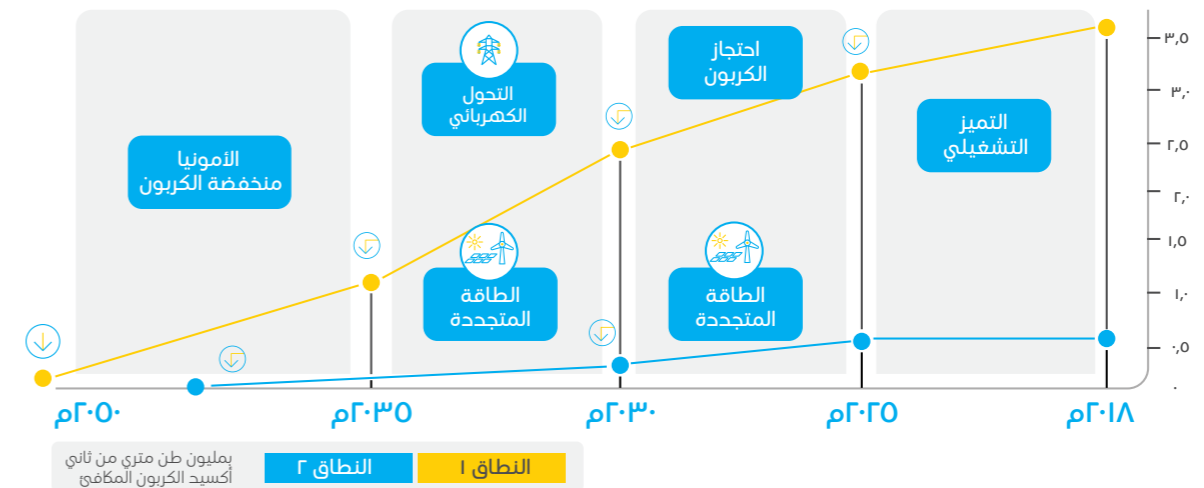 احتجاز
الكربون
التحول
الكهربائي
التميز
التشغيلي
الأمونيا
منخفضة الكربون
الطاقة
المتجددة
الطاقة
المتجددة
٣,٥
٣,٠
٢,٥
٢,٠
١,٥
١,٠
٠,٥
٠
٢٠١٨م
٢٠٢٥م
٢٠٣٠م
٢٠٣٥م
٢٠٥٠م
النطاق ١
النطاق ٢
بمليون طن متري من ثاني
أكسيد الكربون المكافئ